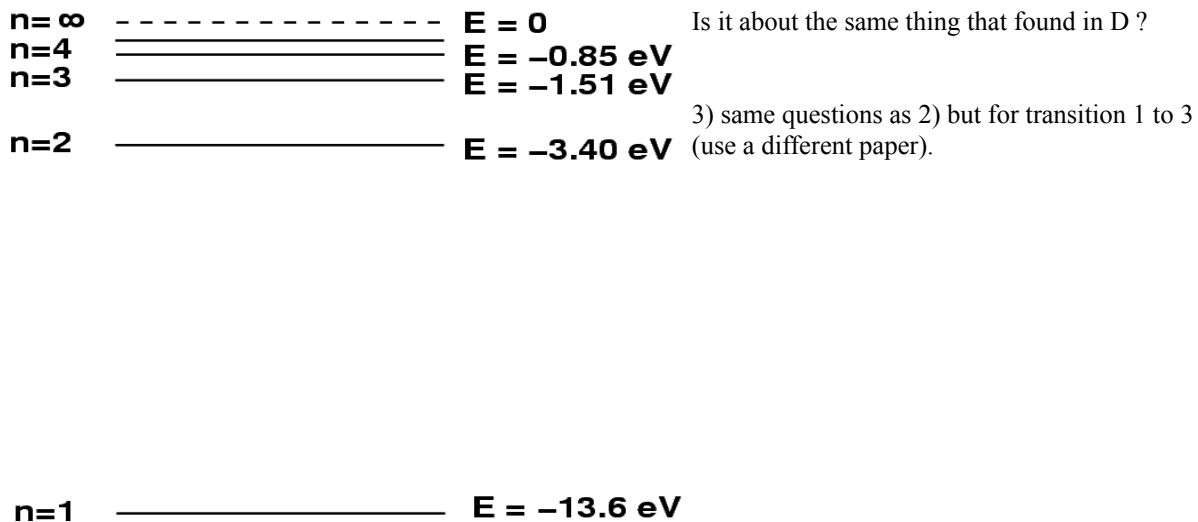 n= ∞ E = 0
n=4 E = –0.85 eV
n=3 E = –1.51 eV
n=2 E = –3.40 eV
n=1 E = –13.6 eV
Is it about the same thing that found in D ?
3) same questions as 2) but for transition 1 to 3
(use a different paper).